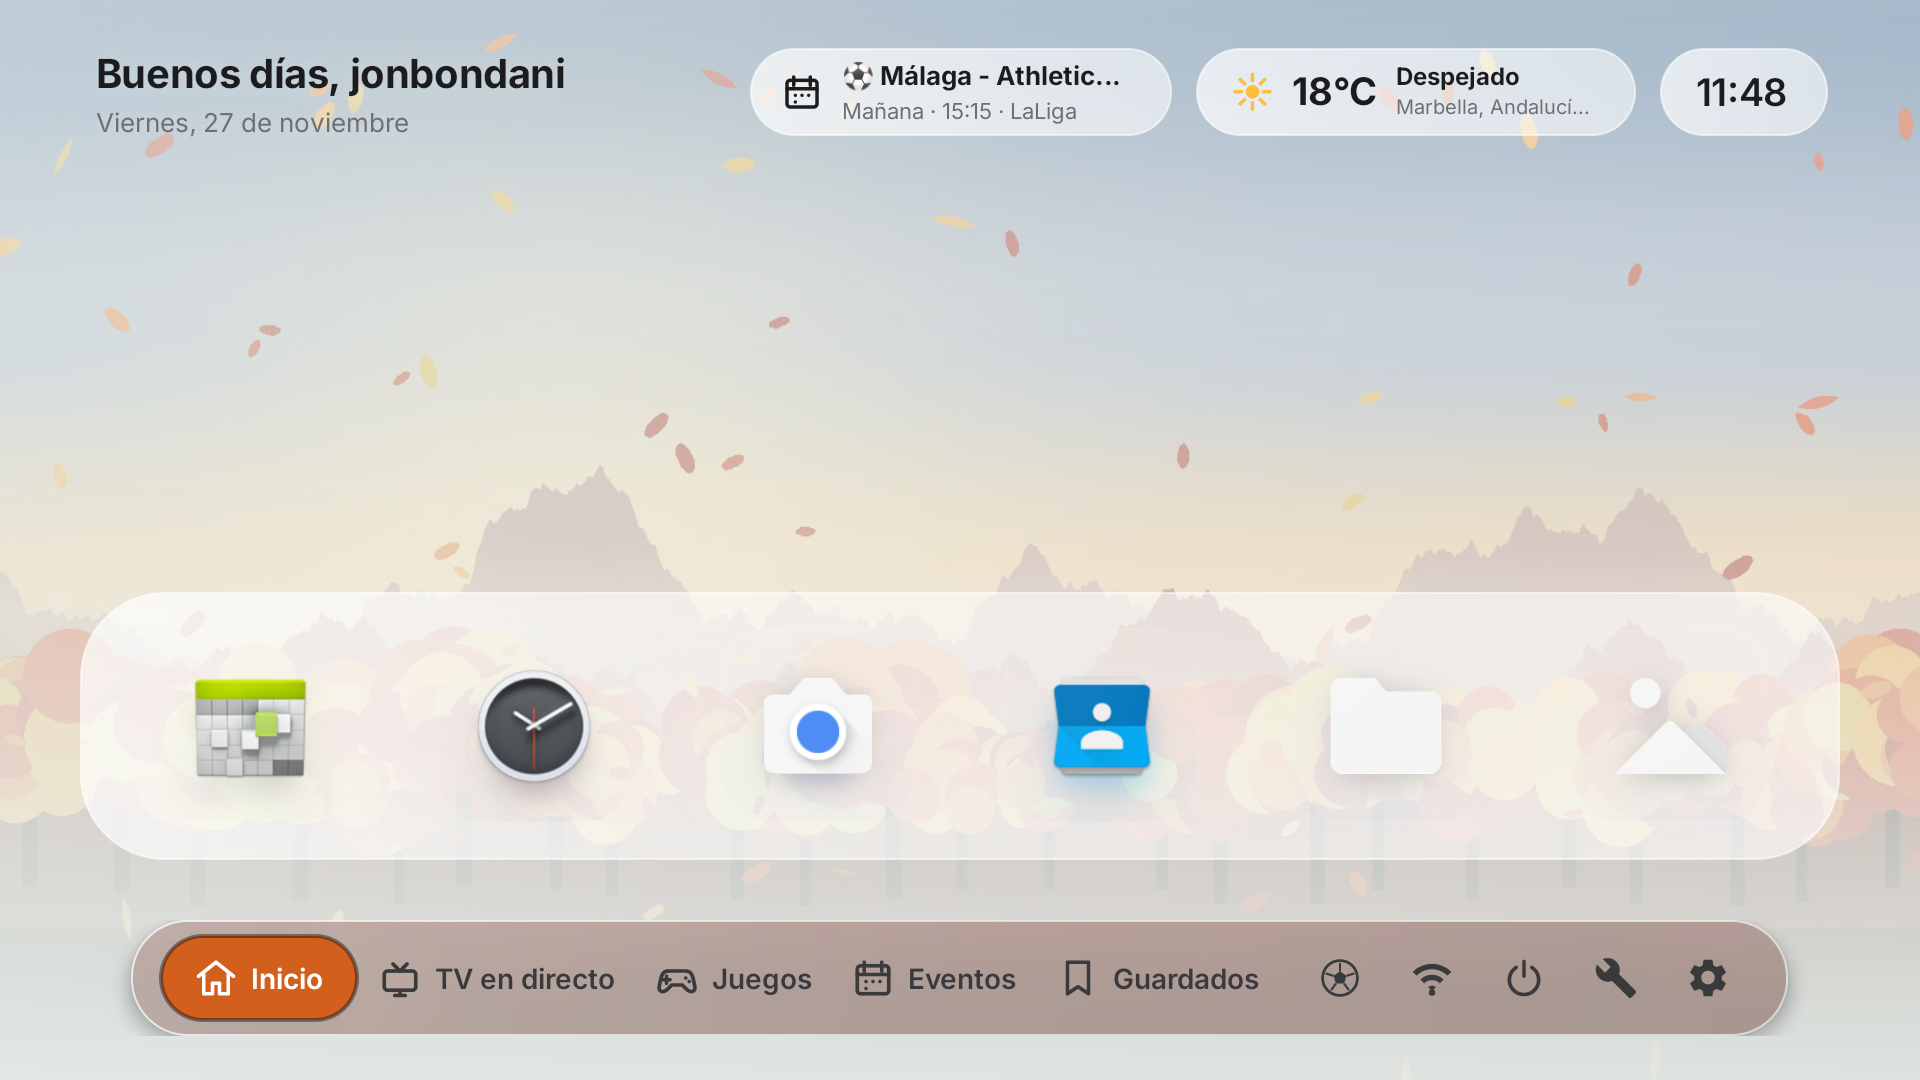 Buenos días, jonbondani
Viernes, 27 de noviembre
⚽ Málaga - Athletic...
Mañana · 15:15 · LaLiga
18°C
Despejado
Marbella, Andalucí...
11:48
Inicio
TV en directo
Juegos
Eventos
Guardados